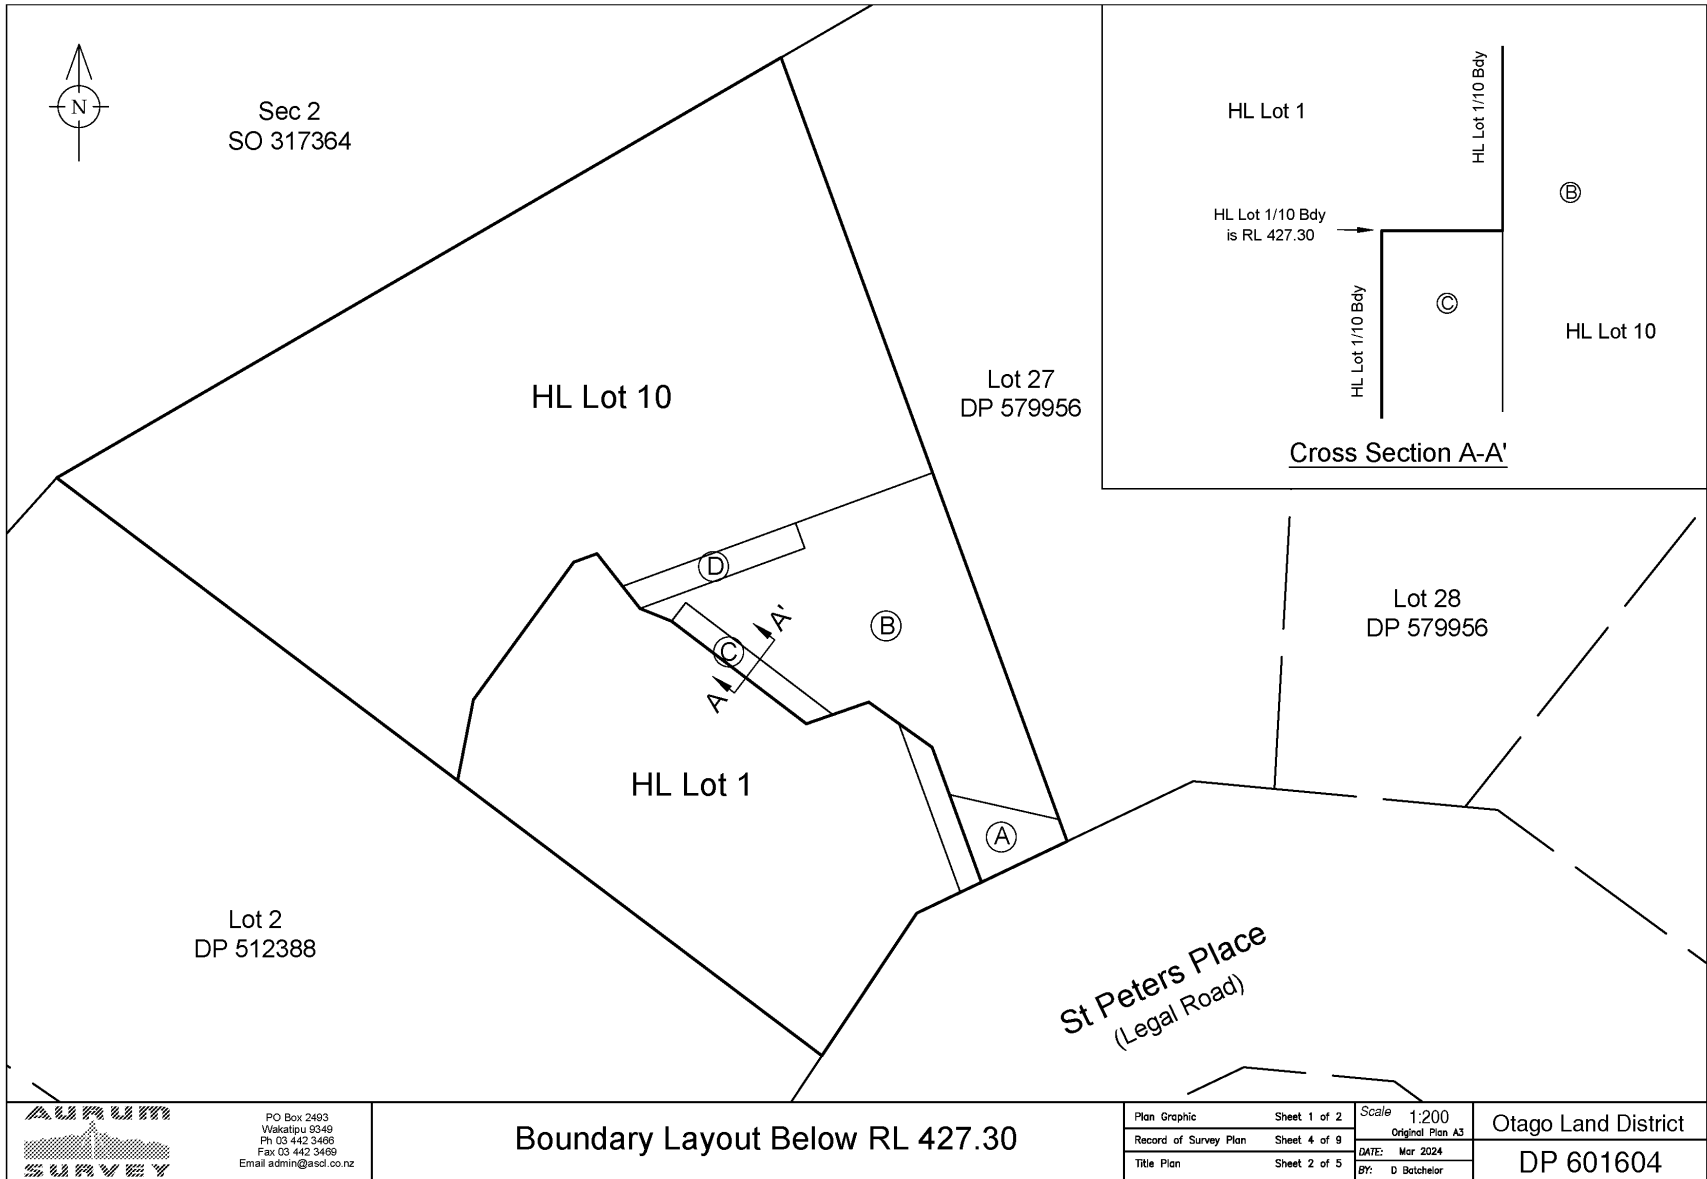 N
Sec 2
SO 317364
HL Lot 1
HL Lot 1/10 Bdy
B
HL Lot 1/10 Bdy
is RL 427.30
HL Lot 1/10 Bdy
C
HL Lot 10
Cross Section A-A'
HL Lot 10
Lot 27
DP 579956
D
A'
B
C
A
Lot 28
DP 579956
HL Lot 1
A
Lot 2
DP 512388
St Peters Place
(Legal Road)
AURUM
SURVEY
PO Box 2493
Wakatipu 9349
Ph 03 442 3466
Fax 03 442 3469
Email admin@ascl.co.nz
Boundary Layout Below RL 427.30
Plan Graphic Sheet 1 of 2
Record of Survey Plan Sheet 4 of 9
Title Plan Sheet 2 of 5
Scale 1:200
Original Plan A3
DATE: Mar 2024
BY: D Batchelor
Otago Land District
DP 601604